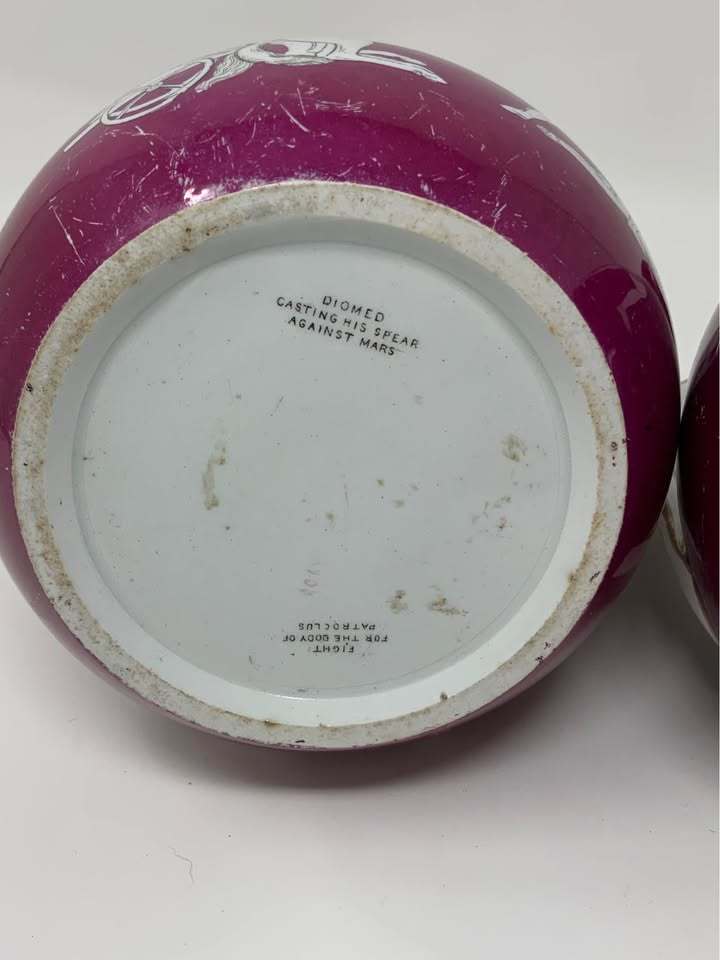 DIOMED
CASTING HIS SPEAR
AGAINST MARS
FIGHT
FOR THE BODY OF
PATROCLUS